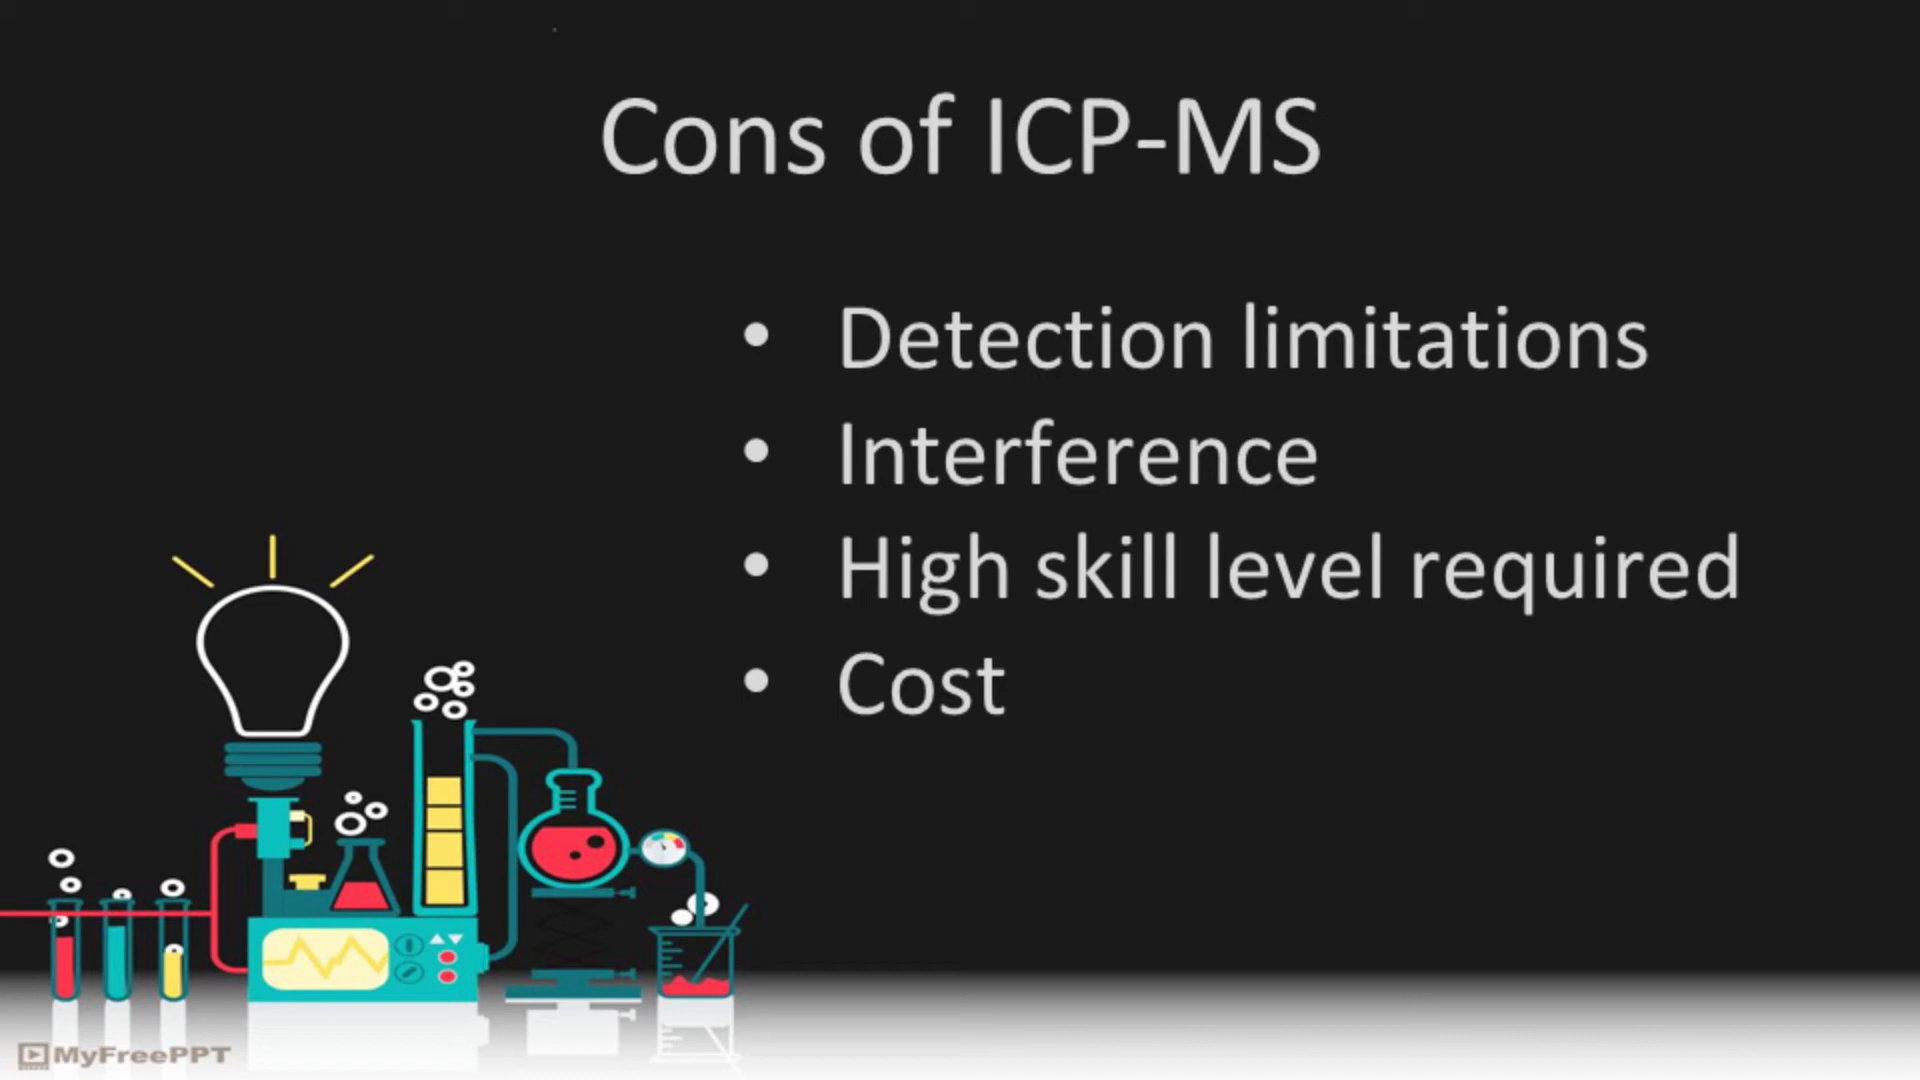 Cons of ICP-MS
• Detection limitations
• Interference
• High skill level required
• Cost
MyFreePPT